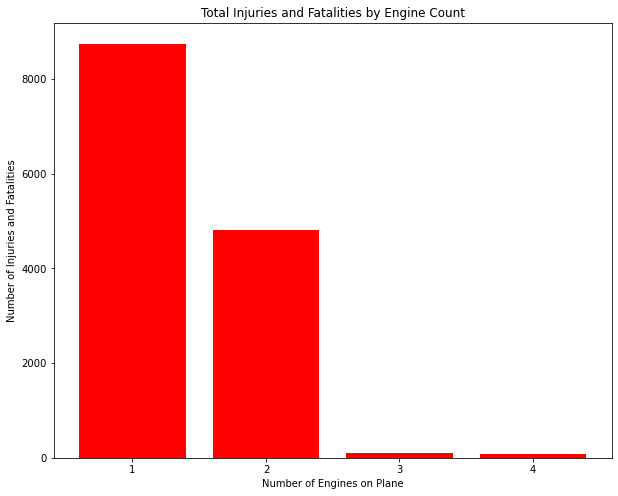 Total Injuries and Fatalities by Engine Count
Number of Injuries and Fatalities
8000
6000
4000
2000
0
1 2 3 4
Number of Engines on Plane